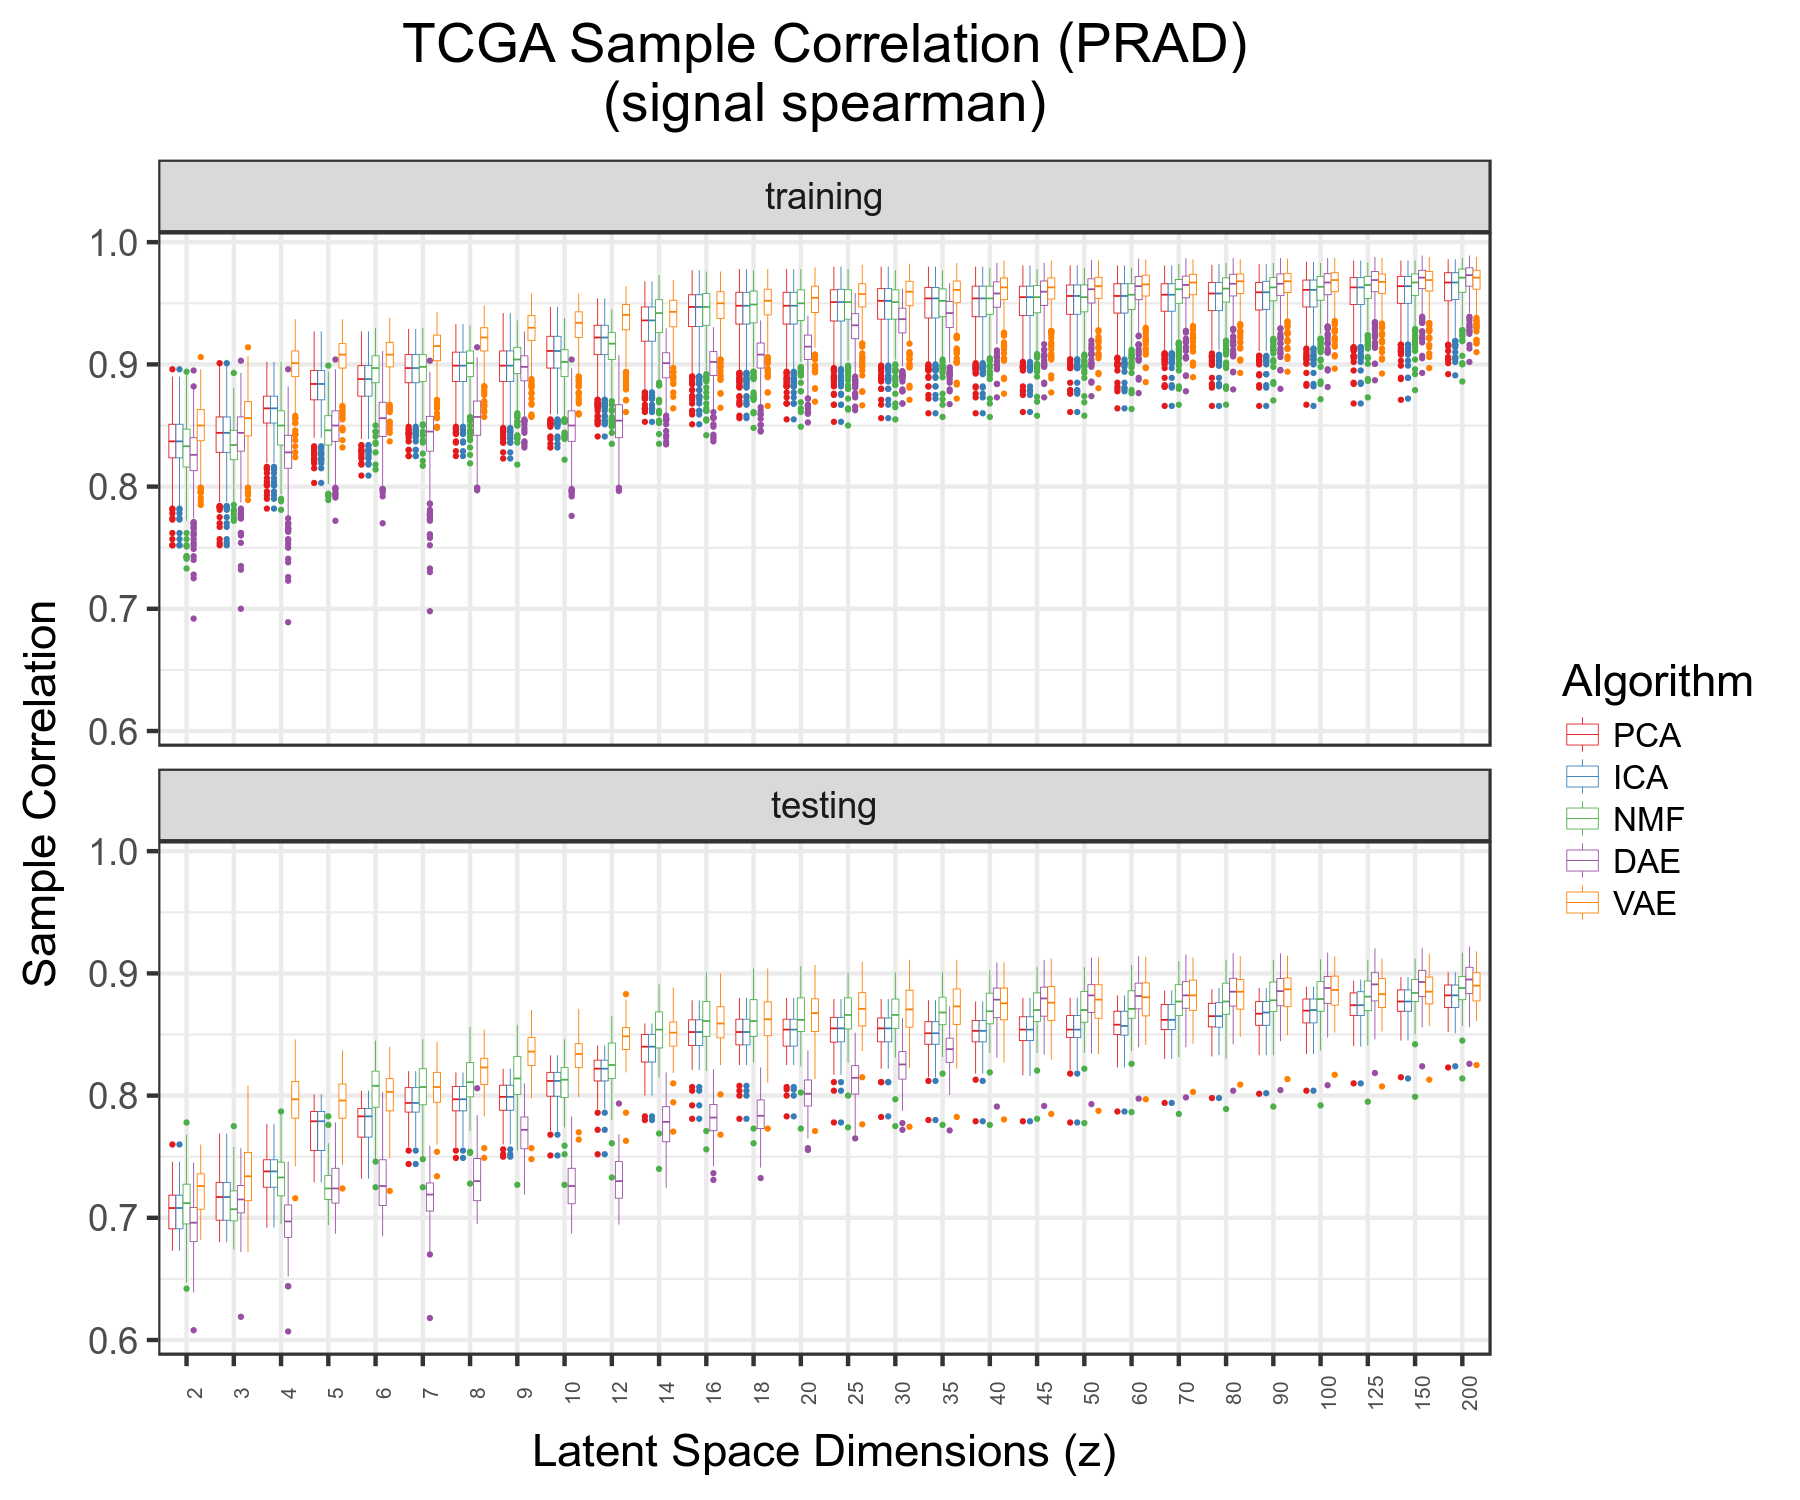 TCGA Sample Correlation (PRAD)
(signal spearman)
training
1.0
0.9
0.8
0.7
0.6
testing
1.0
0.9
0.8
0.7
0.6
Sample Correlation
2 3 4 5 6 7 8 9 10 12 14 16 18 20 25 30 35 40 45 50 60 70 80 90 100 125 150 200
Latent Space Dimensions (z)
Algorithm
PCA
ICA
NMF
DAE
VAE